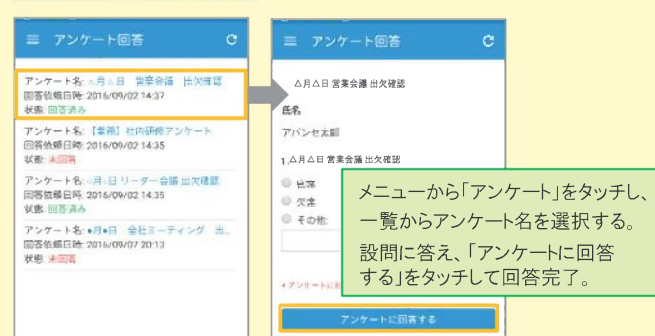 アンケート回答
アンケート名: △月△日 営業会議 出欠確認
回答依頼日時: 2016/09/02 14:37
状態: 回答済み
アンケート名: 【業務】社内研修アンケート
回答依頼日時: 2016/09/02 14:35
状態: 未回答
アンケート名: ○月○日 リーダー会議 出欠確認
回答依頼日時: 2016/09/02 14:35
状態: 回答済み
アンケート名: ●月●日 全社ミーティング 出...
回答依頼日時: 2016/09/07 20:13
状態: 未回答
アンケート回答
△月△日 営業会議 出欠確認
氏名
アバンセ太郎
1.△月△日 営業会議 出欠確認
出席
欠席
その他:
* アンケートにお
アンケートに回答する
メニューから「アンケート」をタッチし、
一覧からアンケート名を選択する。
設問に答え、「アンケートに回答
する」をタッチして回答完了。